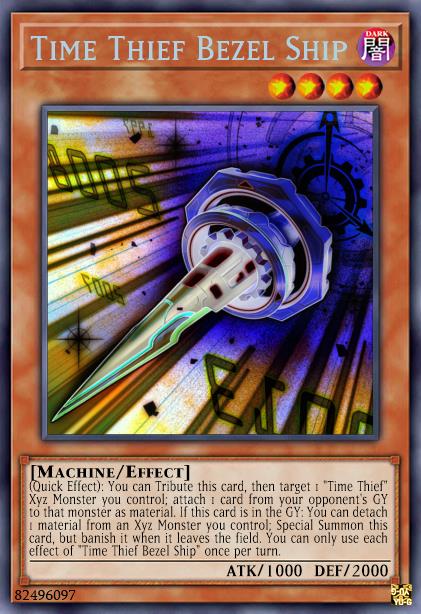 TIME THIEF BEZEL SHIP
DARK
闇
[MACHINE/EFFECT]
(Quick Effect): You can Tribute this card, then target 1 "Time Thief"
Xyz Monster you control; attach 1 card from your opponent's GY
to that monster as material. If this card is in the GY: You can detach
1 material from an Xyz Monster you control; Special Summon this
card, but banish it when it leaves the field. You can only use each
effect of "Time Thief Bezel Ship" once per turn.
ATK/1000 DEF/2000
82496097